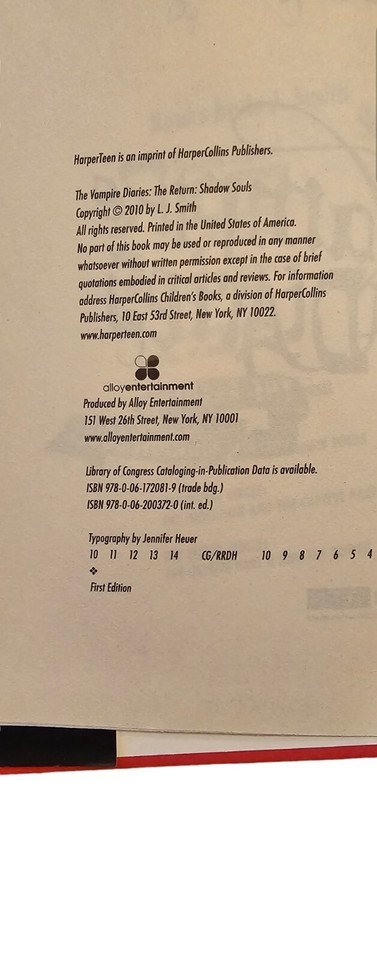 HarperTeen is an imprint of HarperCollins Publishers.
The Vampire Diaries: The Return: Shadow Souls
Copyright © 2010 by L. J. Smith
All rights reserved. Printed in the United States of America.
No part of this book may be used or reproduced in any manner
whatsoever without written permission except in the case of brief
quotations embodied in critical articles and reviews. For information
address HarperCollins Children's Books, a division of HarperCollins
Publishers, 10 East 53rd Street, New York, NY 10022.
www.harperteen.com
alloyentertainment
Produced by Alloy Entertainment
151 West 26th Street, New York, NY 10001
www.alloyentertainment.com
Library of Congress Cataloging-in-Publication Data is available.
ISBN 978-0-06-172081-9 (trade bdg.)
ISBN 978-0-06-200372-0 (int. ed.)
Typography by Jennifer Heuer
10 11 12 13 14 CG/RRDH 10 9 8 7 6 5 4
❖
First Edition